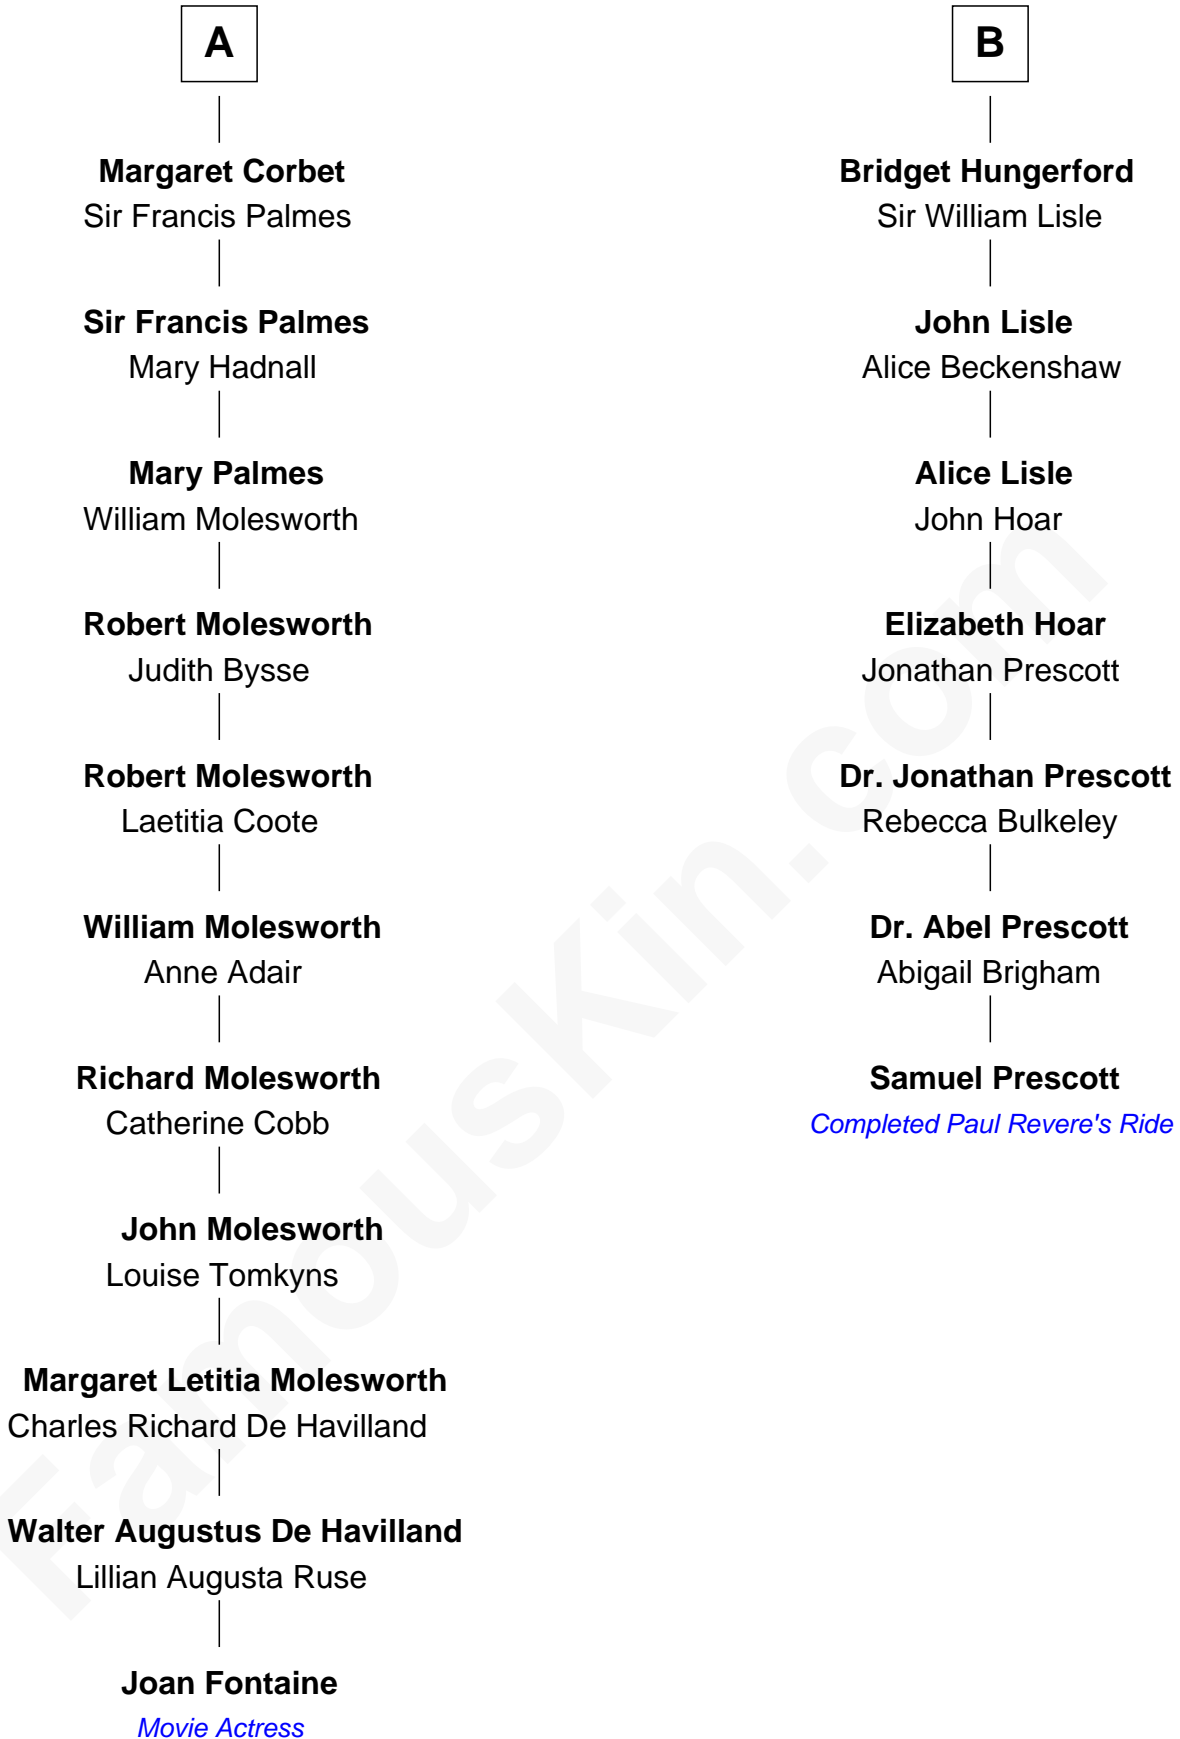 A
Margaret Corbet
Sir Francis Palmes
Sir Francis Palmes
Mary Hadnall
Mary Palmes
William Molesworth
Robert Molesworth
Judith Bysse
Robert Molesworth
Laetitia Coote
William Molesworth
Anne Adair
Richard Molesworth
Catherine Cobb
John Molesworth
Louise Tomkyns
Margaret Letitia Molesworth
Charles Richard De Havilland
Walter Augustus De Havilland
Lillian Augusta Ruse
Joan Fontaine
Movie Actress
B
Bridget Hungerford
Sir William Lisle
John Lisle
Alice Beckenshaw
Alice Lisle
John Hoar
Elizabeth Hoar
Jonathan Prescott
Dr. Jonathan Prescott
Rebecca Bulkeley
Dr. Abel Prescott
Abigail Brigham
Samuel Prescott
Completed Paul Revere's Ride
FamousKin.com